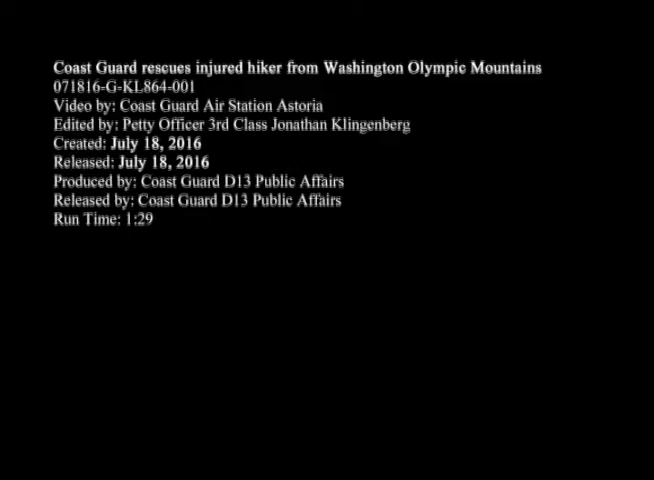 Coast Guard rescues injured hiker from Washington Olympic Mountains
071816-G-KL864-001
Video by: Coast Guard Air Station Astoria
Edited by: Petty Officer 3rd Class Jonathan Klingenberg
Created: July 18, 2016
Released: July 18, 2016
Produced by: Coast Guard D13 Public Affairs
Released by: Coast Guard D13 Public Affairs
Run Time: 1:29